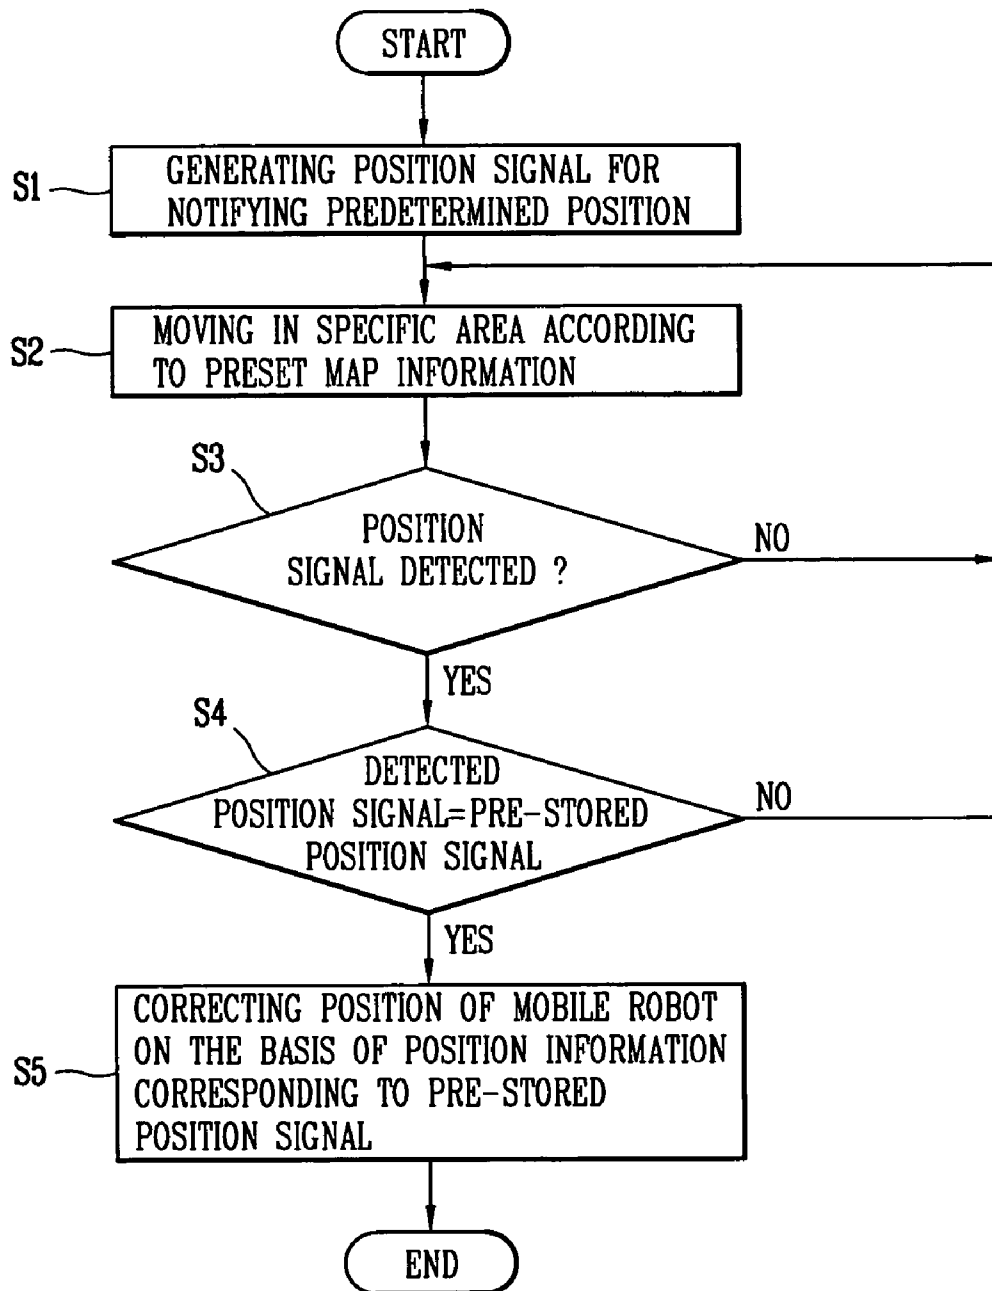 START
S1
GENERATING POSITION SIGNAL FOR
NOTIFYING PREDETERMINED POSITION
S2
MOVING IN SPECIFIC AREA ACCORDING
TO PRESET MAP INFORMATION
S3
POSITION
SIGNAL DETECTED ?
NO
YES
S4
DETECTED
POSITION SIGNAL=PRE-STORED
POSITION SIGNAL
NO
YES
S5
CORRECTING POSITION OF MOBILE ROBOT
ON THE BASIS OF POSITION INFORMATION
CORRESPONDING TO PRE-STORED
POSITION SIGNAL
END